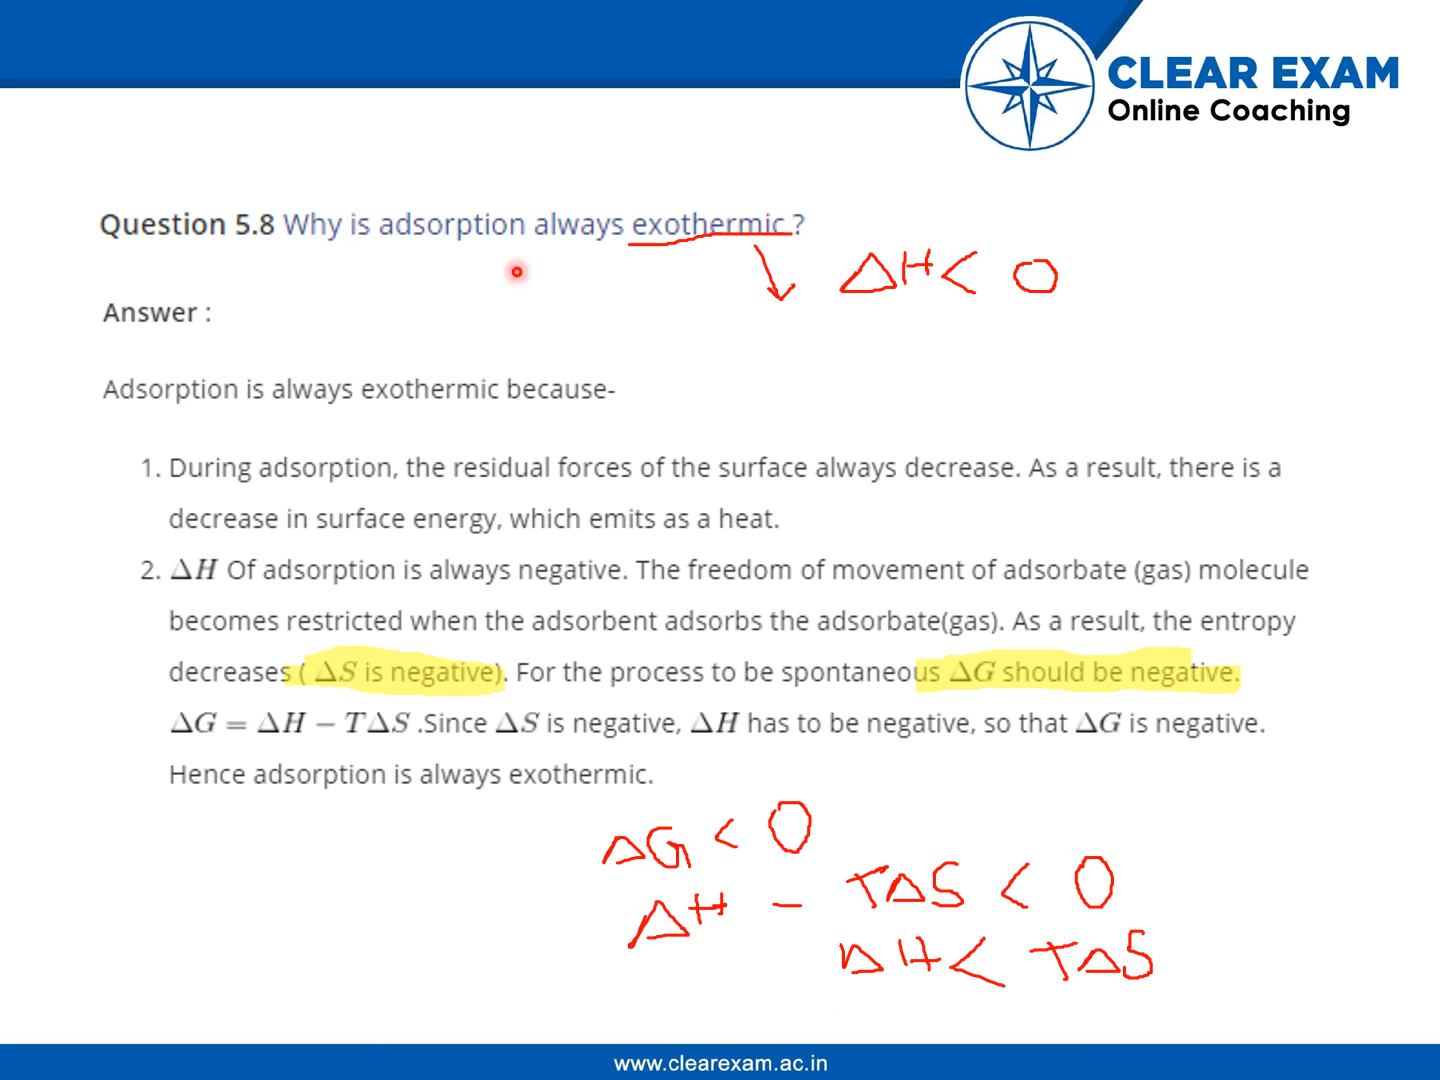 CLEAR EXAM
Online Coaching
Question 5.8 Why is adsorption always exothermic ?
ΔH < 0
Answer :
Adsorption is always exothermic because-
1. During adsorption, the residual forces of the surface always decrease. As a result, there is a
decrease in surface energy, which emits as a heat.
2. ΔH Of adsorption is always negative. The freedom of movement of adsorbate (gas) molecule
becomes restricted when the adsorbent adsorbs the adsorbate(gas). As a result, the entropy
decreases ( ΔS is negative). For the process to be spontaneous ΔG should be negative.
ΔG = ΔH − TΔS .Since ΔS is negative, ΔH has to be negative, so that ΔG is negative.
Hence adsorption is always exothermic.
ΔG < 0
ΔH − TΔS < 0
ΔH < TΔS
www.clearexam.ac.in